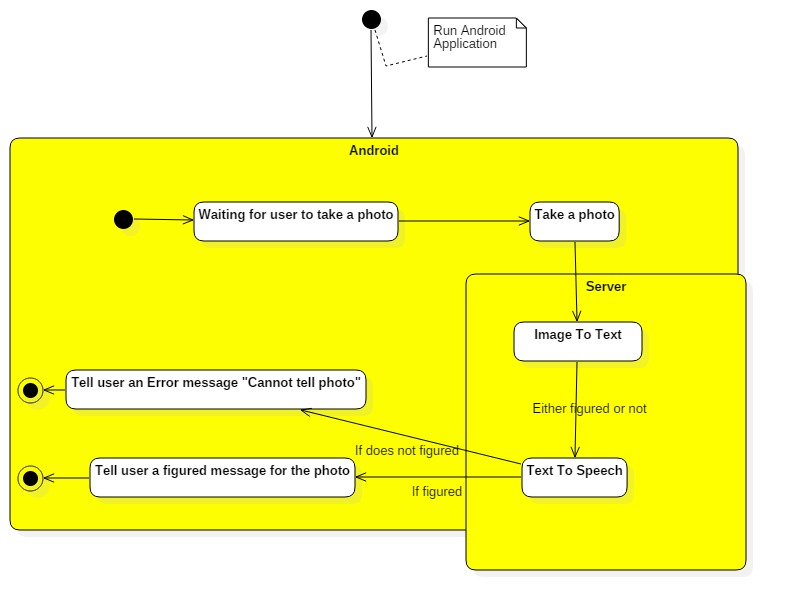 Run Android
Application
Android
Waiting for user to take a photo
Take a photo
Server
Image To Text
Tell user an Error message "Cannot tell photo"
Either figured or not
If does not figured
Tell user a figured message for the photo
Text To Speech
If figured